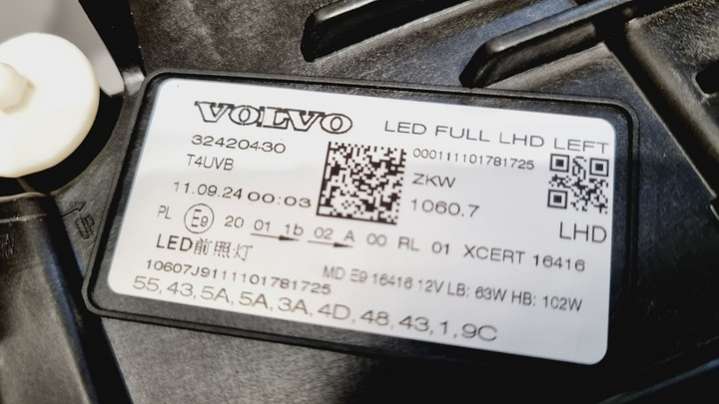 VOLVO LED FULL LHD LEFT
32420430 000111101781725
T4UVB ZKW
11.09.24 00:03 1060.7 LHD
PL E9 20 01 1b 02 A 00 RL 01 XCERT 16416
LED前照灯 MD E9 16416 12V LB: 63W HB: 102W
10607J9111101781725
55,43,5A,5A,3A,4D,48,43,1,9C